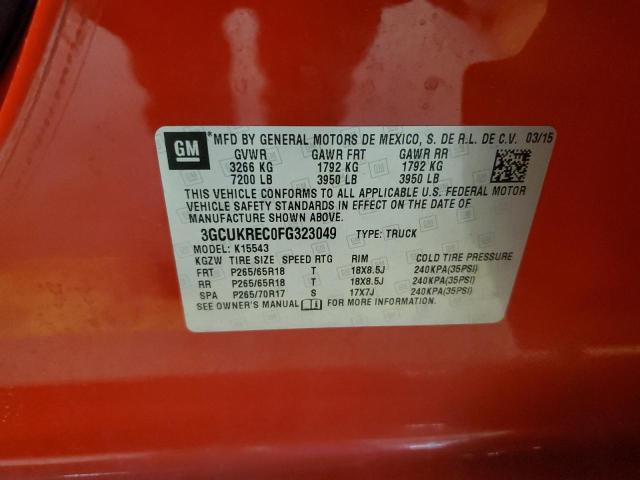 GM *MFD BY GENERAL MOTORS DE MEXICO, S. DE R.L. DE C.V. 03/15
GVWR GAWR FRT GAWR RR
3266 KG 1792 KG 1792 KG
7200 LB 3950 LB 3950 LB
THIS VEHICLE CONFORMS TO ALL APPLICABLE U.S. FEDERAL MOTOR
VEHICLE SAFETY STANDARDS IN EFFECT ON THE DATE OF
MANUFACTURE SHOWN ABOVE.
3GCUKREC0FG323049 TYPE: TRUCK
MODEL: K15543
KGZW TIRE SIZE SPEED RTG RIM COLD TIRE PRESSURE
FRT P265/65R18 T 18X8.5J 240KPA(35PSI)
RR P265/65R18 T 18X8.5J 240KPA(35PSI)
SPA P265/70R17 S 17X7J 240KPA(35PSI)
SEE OWNER'S MANUAL FOR MORE INFORMATION.